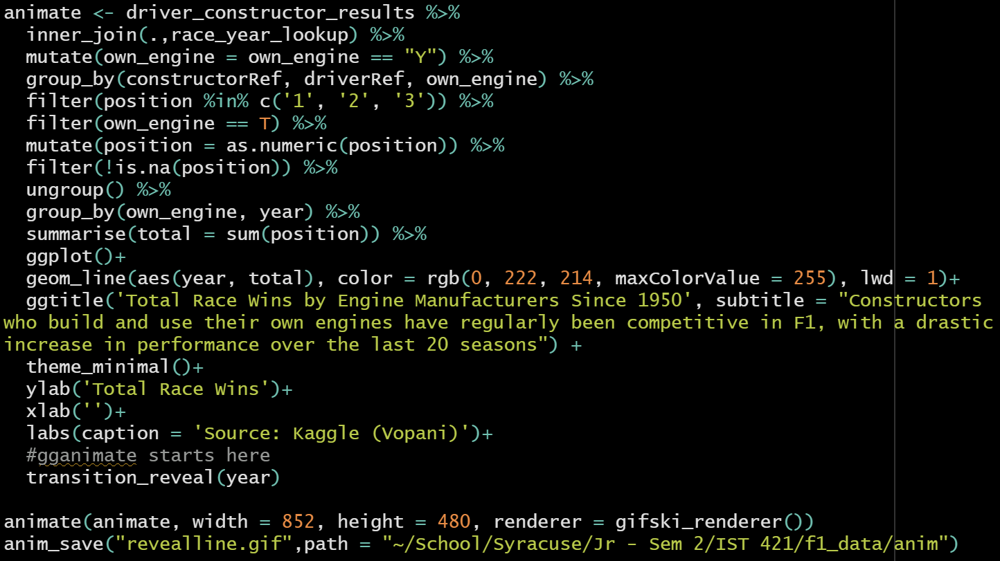 animate <- driver_constructor_results %>%
  inner_join(.,race_year_lookup) %>%
  mutate(own_engine = own_engine == "Y") %>%
  group_by(constructorRef, driverRef, own_engine) %>%
  filter(position %in% c('1', '2', '3')) %>%
  filter(own_engine == T) %>%
  mutate(position = as.numeric(position)) %>%
  filter(!is.na(position)) %>%
  ungroup() %>%
  group_by(own_engine, year) %>%
  summarise(total = sum(position)) %>%
  ggplot()+
  geom_line(aes(year, total), color = rgb(0, 222, 214, maxColorValue = 255), lwd = 1)+
  ggtitle('Total Race Wins by Engine Manufacturers Since 1950', subtitle = "Constructors
who build and use their own engines have regularly been competitive in F1, with a drastic
increase in performance over the last 20 seasons") +
  theme_minimal()+
  ylab('Total Race Wins')+
  xlab('')+
  labs(caption = 'Source: Kaggle (Vopani)')+
  #gganimate starts here
  transition_reveal(year)

animate(animate, width = 852, height = 480, renderer = gifski_renderer())
anim_save("revealline.gif",path = "~/School/Syracuse/Jr - Sem 2/IST 421/f1_data/anim")